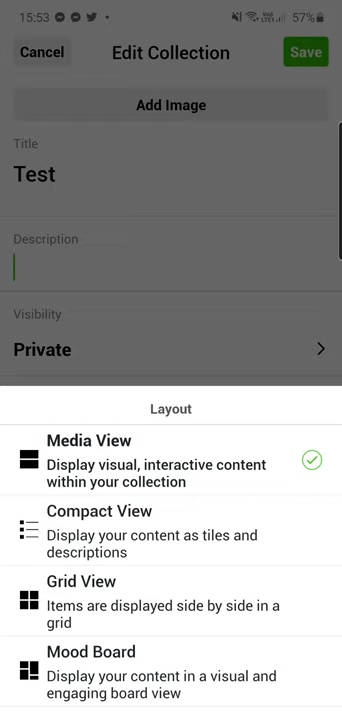 15:53 57%
Cancel Edit Collection Save
Add Image
Title
Test
Description
Visibility
Private
Layout
Media View
Display visual, interactive content
within your collection
Compact View
Display your content as tiles and
descriptions
Grid View
Items are displayed side by side in a
grid
Mood Board
Display your content in a visual and
engaging board view